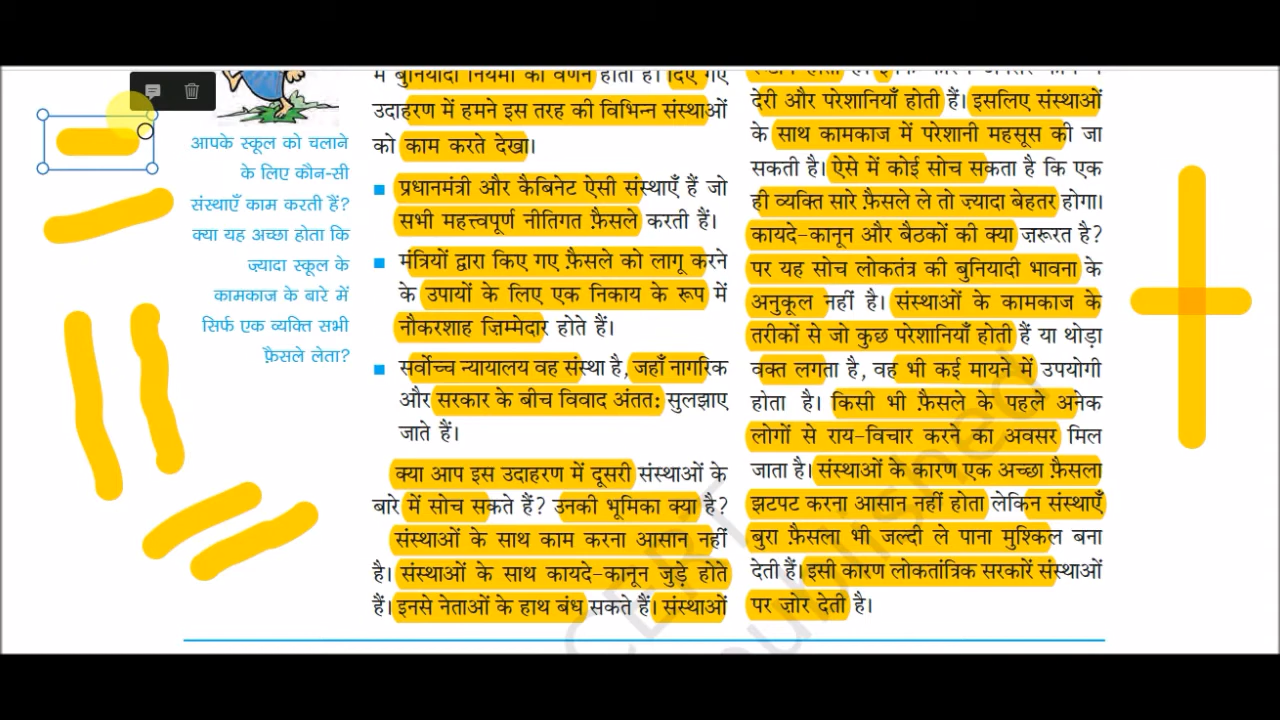 में बुनियादी नियमों का वर्णन होता है। दिए गए
उदाहरण में हमने इस तरह की विभिन्न संस्थाओं
को काम करते देखा।
प्रधानमंत्री और कैबिनेट ऐसी संस्थाएँ हैं जो
सभी महत्त्वपूर्ण नीतिगत फ़ैसले करती हैं।
मंत्रियों द्वारा किए गए फ़ैसले को लागू करने
के उपायों के लिए एक निकाय के रूप में
नौकरशाह ज़िम्मेदार होते हैं।
सर्वोच्च न्यायालय वह संस्था है, जहाँ नागरिक
और सरकार के बीच विवाद अंतत: सुलझाए
जाते हैं।
क्या आप इस उदाहरण में दूसरी संस्थाओं के
बारे में सोच सकते हैं? उनकी भूमिका क्या है?
संस्थाओं के साथ काम करना आसान नहीं
है। संस्थाओं के साथ कायदे-कानून जुड़े होते
हैं। इनसे नेताओं के हाथ बंध सकते हैं। संस्थाओं
देरी और परेशानियाँ होती हैं। इसलिए संस्थाओं
के साथ कामकाज में परेशानी महसूस की जा
सकती है। ऐसे में कोई सोच सकता है कि एक
ही व्यक्ति सारे फ़ैसले ले तो ज्यादा बेहतर होगा।
कायदे-कानून और बैठकों की क्या ज़रूरत है?
पर यह सोच लोकतंत्र की बुनियादी भावना के
अनुकूल नहीं है। संस्थाओं के कामकाज के
तरीकों से जो कुछ परेशानियाँ होती हैं या थोड़ा
वक्त लगता है, वह भी कई मायने में उपयोगी
होता है। किसी भी फ़ैसले के पहले अनेक
लोगों से राय-विचार करने का अवसर मिल
जाता है। संस्थाओं के कारण एक अच्छा फ़ैसला
झटपट करना आसान नहीं होता लेकिन संस्थाएँ
बुरा फ़ैसला भी जल्दी ले पाना मुश्किल बना
देती हैं। इसी कारण लोकतांत्रिक सरकारें संस्थाओं
पर ज़ोर देती है।
आपके स्कूल को चलाने
के लिए कौन-सी
संस्थाएँ काम करती हैं?
क्या यह अच्छा होता कि
ज़्यादा स्कूल के
कामकाज के बारे में
सिर्फ एक व्यक्ति सभी
फ़ैसले लेता?